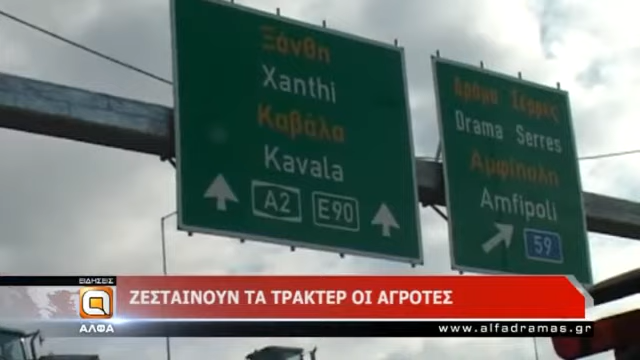 Ξάνθη
Xanthi
Καβάλα
Kavala
A2 E90
Δράμα Σέρρες
Drama Serres
Αμφίπολη
Amfipoli
59
ΕΙΔΗΣΕΙΣ
α
ΑΛΦΑ
ΖΕΣΤΑΙΝΟΥΝ ΤΑ ΤΡΑΚΤΕΡ ΟΙ ΑΓΡΟΤΕΣ
www.alfadramas.gr